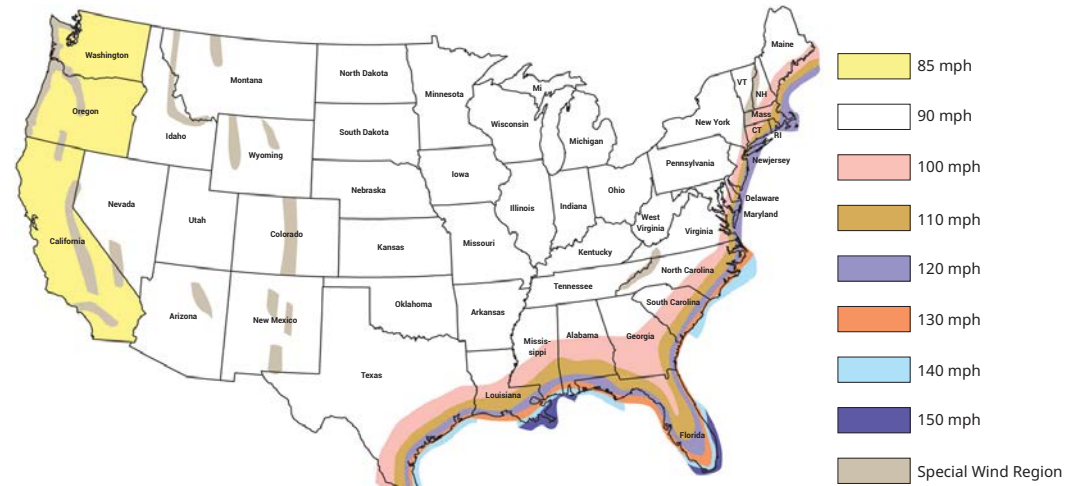 Washington
Oregon
California
Nevada
Idaho
Montana
Wyoming
Utah
Colorado
Arizona
New Mexico
North Dakota
South Dakota
Nebraska
Kansas
Oklahoma
Texas
Minnesota
Iowa
Missouri
Arkansas
Louisiana
Wisconsin
Mi
Michigan
Illinois
Indiana
Ohio
Kentucky
Tennessee
Missis-
sippi
Alabama
Georgia
Florida
South Carolina
North Carolina
Virginia
West
Virginia
Pennsylvania
New York
VT
NH
Maine
Mass
CT
RI
Newjersey
Delaware
Maryland
85 mph
90 mph
100 mph
110 mph
120 mph
130 mph
140 mph
150 mph
Special Wind Region